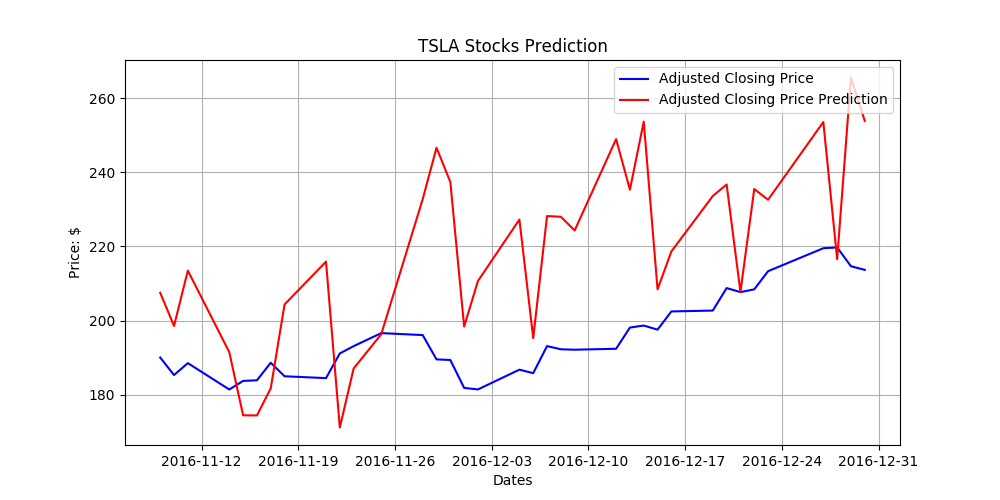 TSLA Stocks Prediction
Adjusted Closing Price
Adjusted Closing Price Prediction
Price: $
260
240
220
200
180
2016-11-12 2016-11-19 2016-11-26 2016-12-03 2016-12-10 2016-12-17 2016-12-24 2016-12-31
Dates